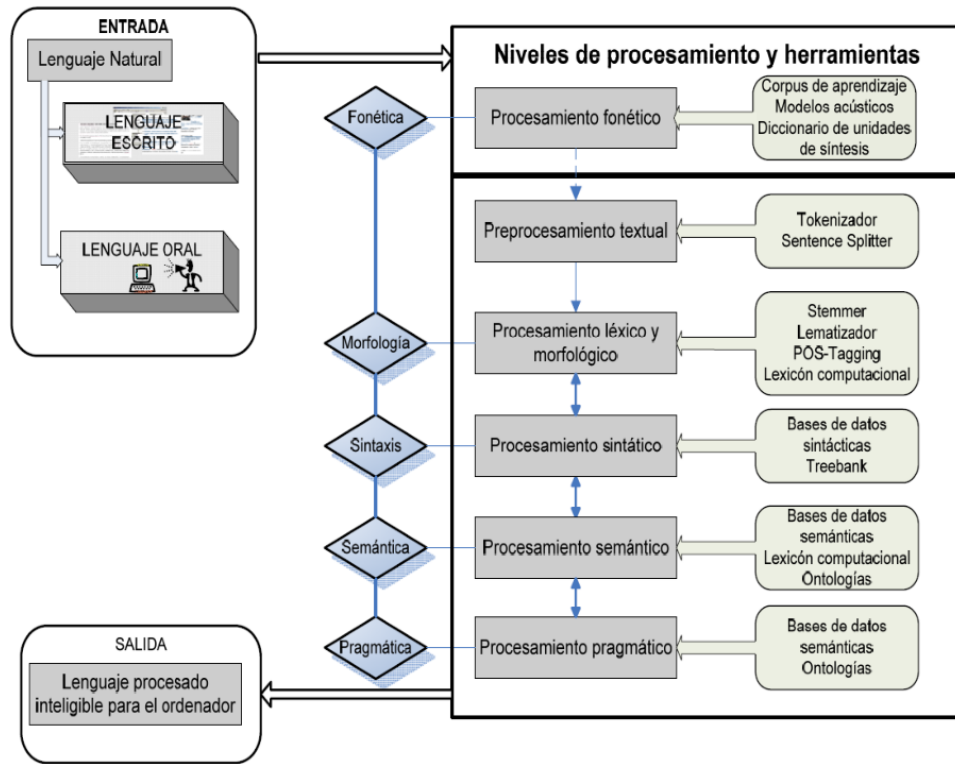 ENTRADA
Lenguaje Natural
LENGUAJE
ESCRITO
LENGUAJE ORAL
Niveles de procesamiento y herramientas
Fonética
Procesamiento fonético
Corpus de aprendizaje
Modelos acústicos
Diccionario de unidades
de síntesis
Preprocesamiento textual
Tokenizador
Sentence Splitter
Morfología
Procesamiento léxico y
morfológico
Stemmer
Lematizador
POS-Tagging
Lexicón computacional
Sintaxis
Procesamiento sintático
Bases de datos
sintácticas
Treebank
Semántica
Procesamiento semántico
Bases de datos
semánticas
Lexicón computacional
Ontologías
Pragmática
Procesamiento pragmático
Bases de datos
semánticas
Ontologías
SALIDA
Lenguaje procesado
inteligible para el ordenador